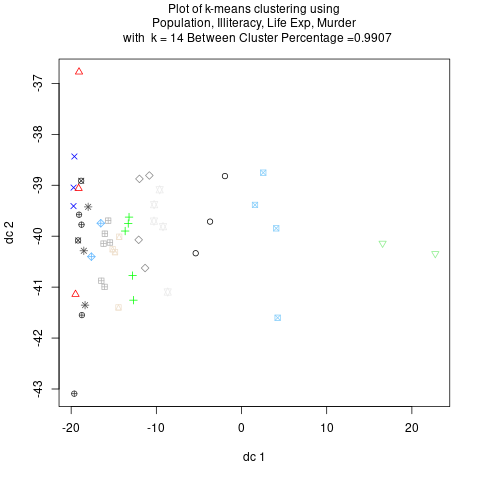 Plot of k-means clustering using
Population, Illiteracy, Life Exp, Murder
with k = 14 Between Cluster Percentage =0.9907
-37
-38
-39
-40
-41
-42
-43
dc 2
-20 -10 0 10 20
dc 1